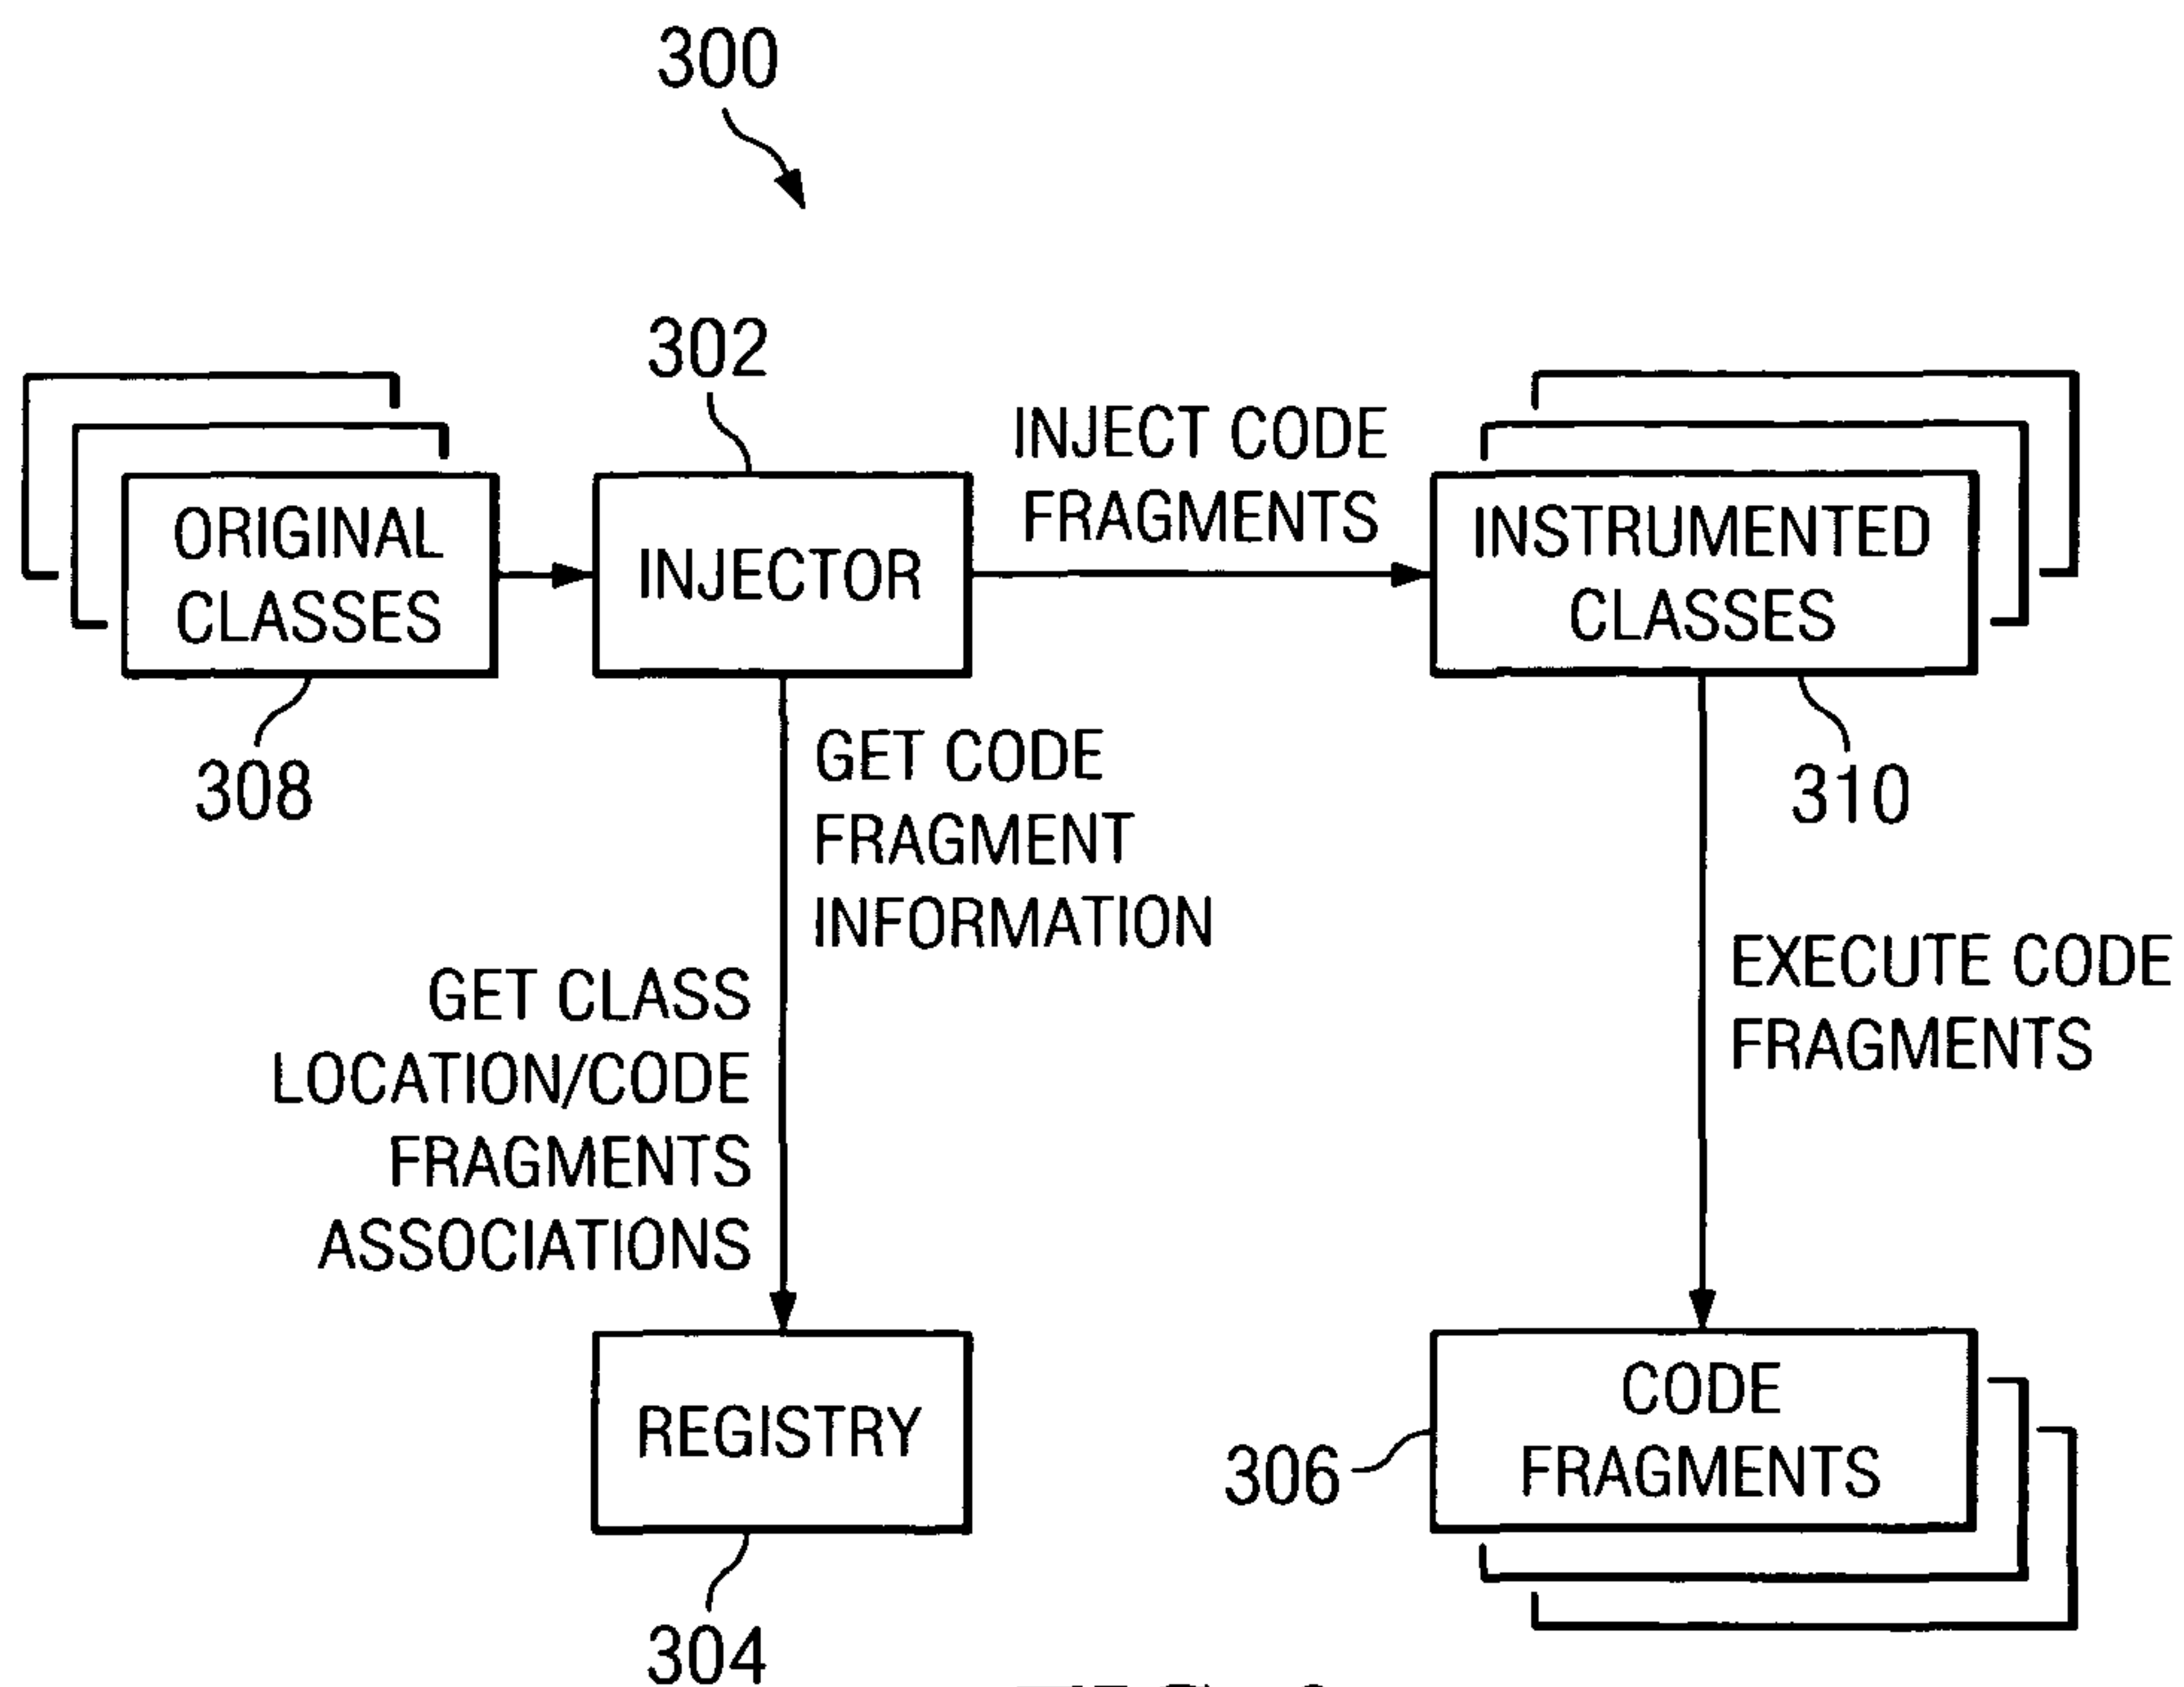 300
302
INJECT CODE
FRAGMENTS
ORIGINAL
CLASSES
INJECTOR
INSTRUMENTED
CLASSES
308
310
GET CODE
FRAGMENT
INFORMATION
GET CLASS
LOCATION/CODE
FRAGMENTS
ASSOCIATIONS
EXECUTE CODE
FRAGMENTS
REGISTRY
306
CODE
FRAGMENTS
304